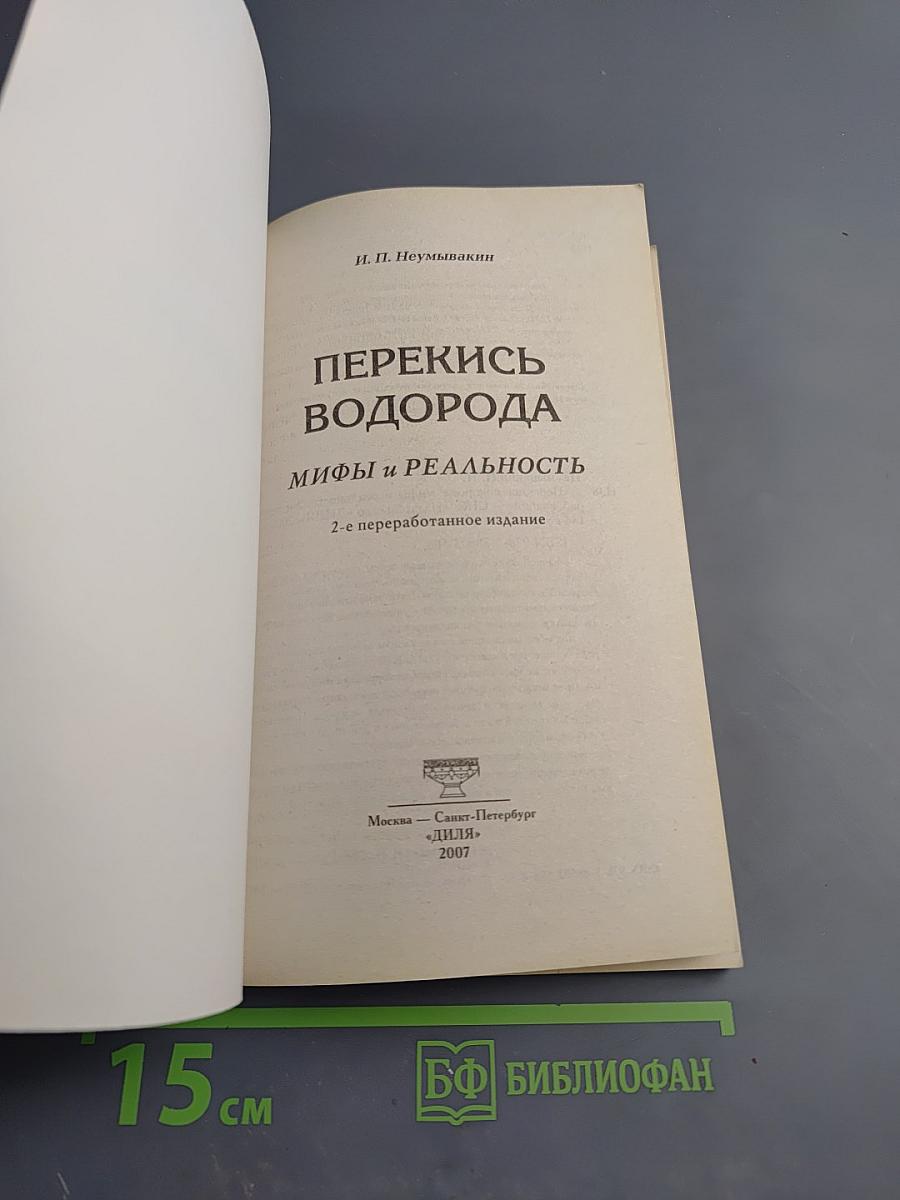 И. П. Неумывакин
ПЕРЕКИСЬ
ВОДОРОДА
МИФЫ и РЕАЛЬНОСТЬ
2-е переработанное издание
Москва — Санкт-Петербург
«ДИЛЯ»
2007
15 см
БФ БИБЛИОФАН